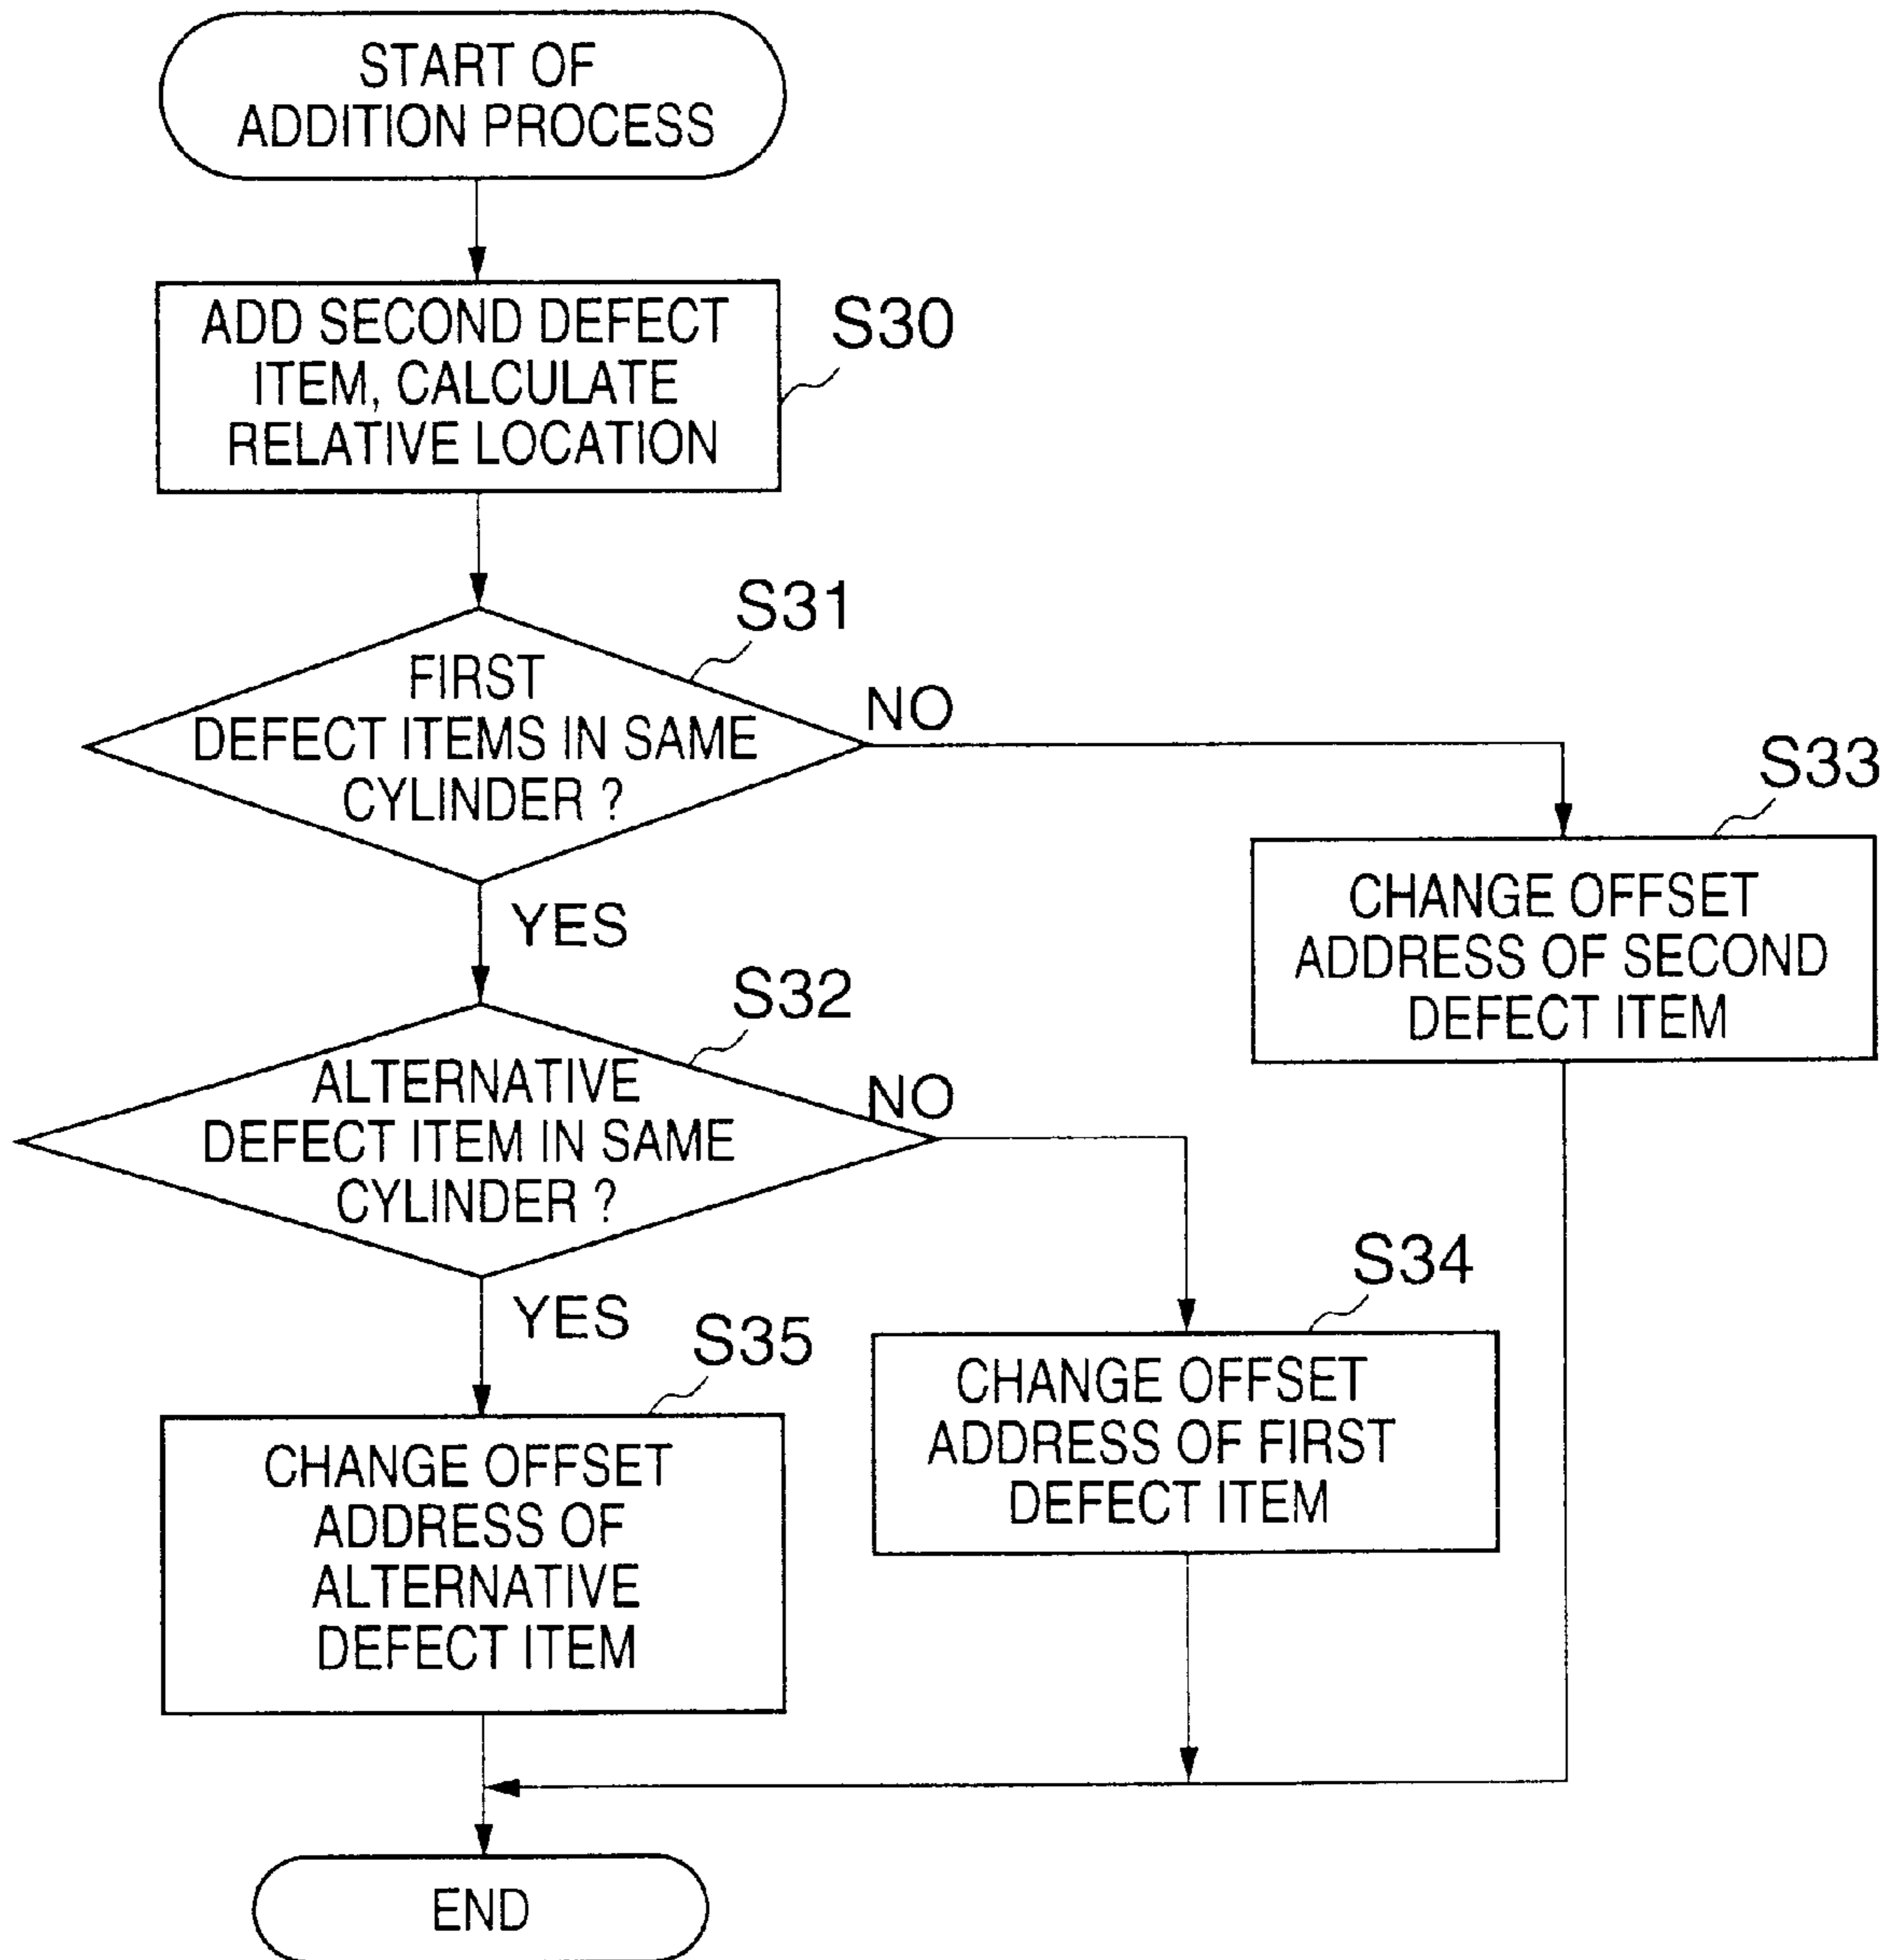 START OF
ADDITION PROCESS
ADD SECOND DEFECT
ITEM, CALCULATE
RELATIVE LOCATION
S30
S31
FIRST
DEFECT ITEMS IN SAME
CYLINDER ?
NO
YES
S33
CHANGE OFFSET
ADDRESS OF SECOND
DEFECT ITEM
S32
ALTERNATIVE
DEFECT ITEM IN SAME
CYLINDER ?
NO
YES
S34
CHANGE OFFSET
ADDRESS OF FIRST
DEFECT ITEM
S35
CHANGE OFFSET
ADDRESS OF
ALTERNATIVE
DEFECT ITEM
END